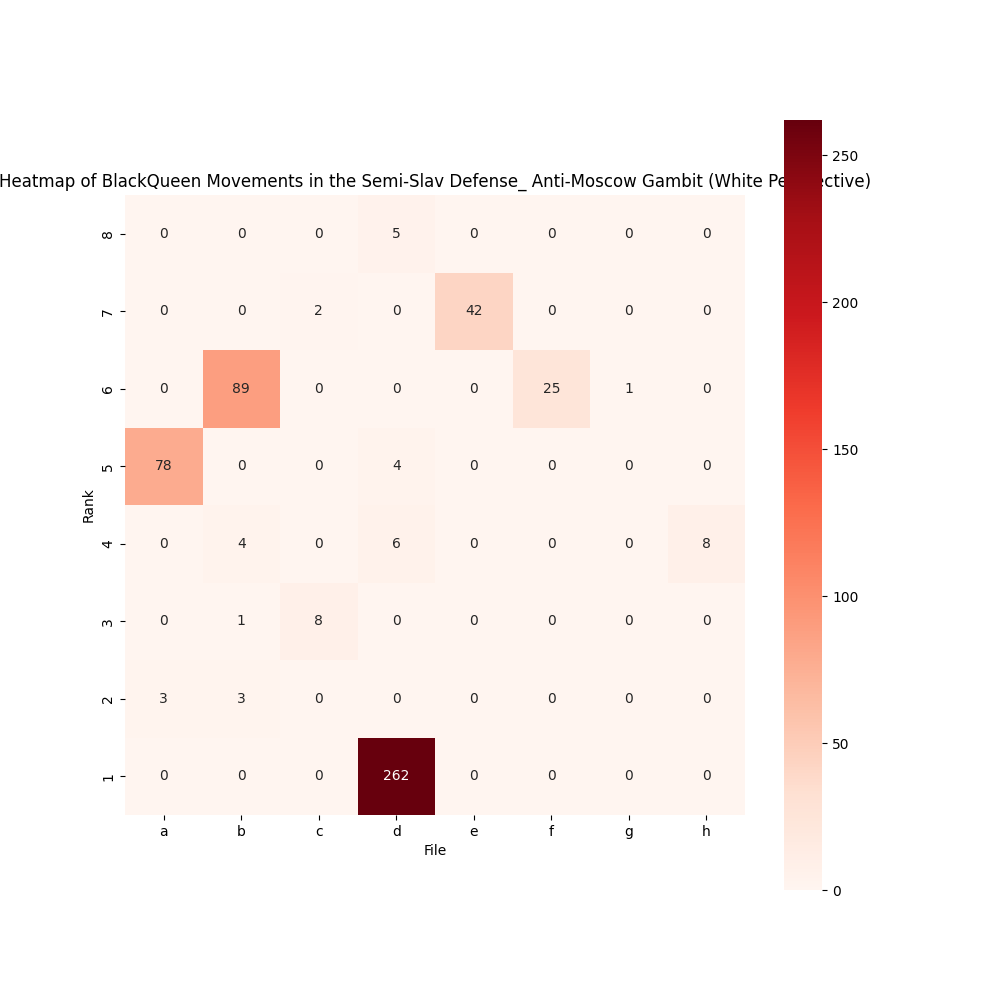 Heatmap of BlackQueen Movements in the Semi-Slav Defense_ Anti-Moscow Gambit (White Pe ective)
8 0 0 0 5 0 0 0 0
7 0 0 2 0 42 0 0 0
6 0 89 0 0 0 25 1 0
5 78 0 0 4 0 0 0 0
4 0 4 0 6 0 0 0 8
3 0 1 8 0 0 0 0 0
2 3 3 0 0 0 0 0 0
1 0 0 0 262 0 0 0 0
a b c d e f g h
Rank
File
250
200
150
100
50
0